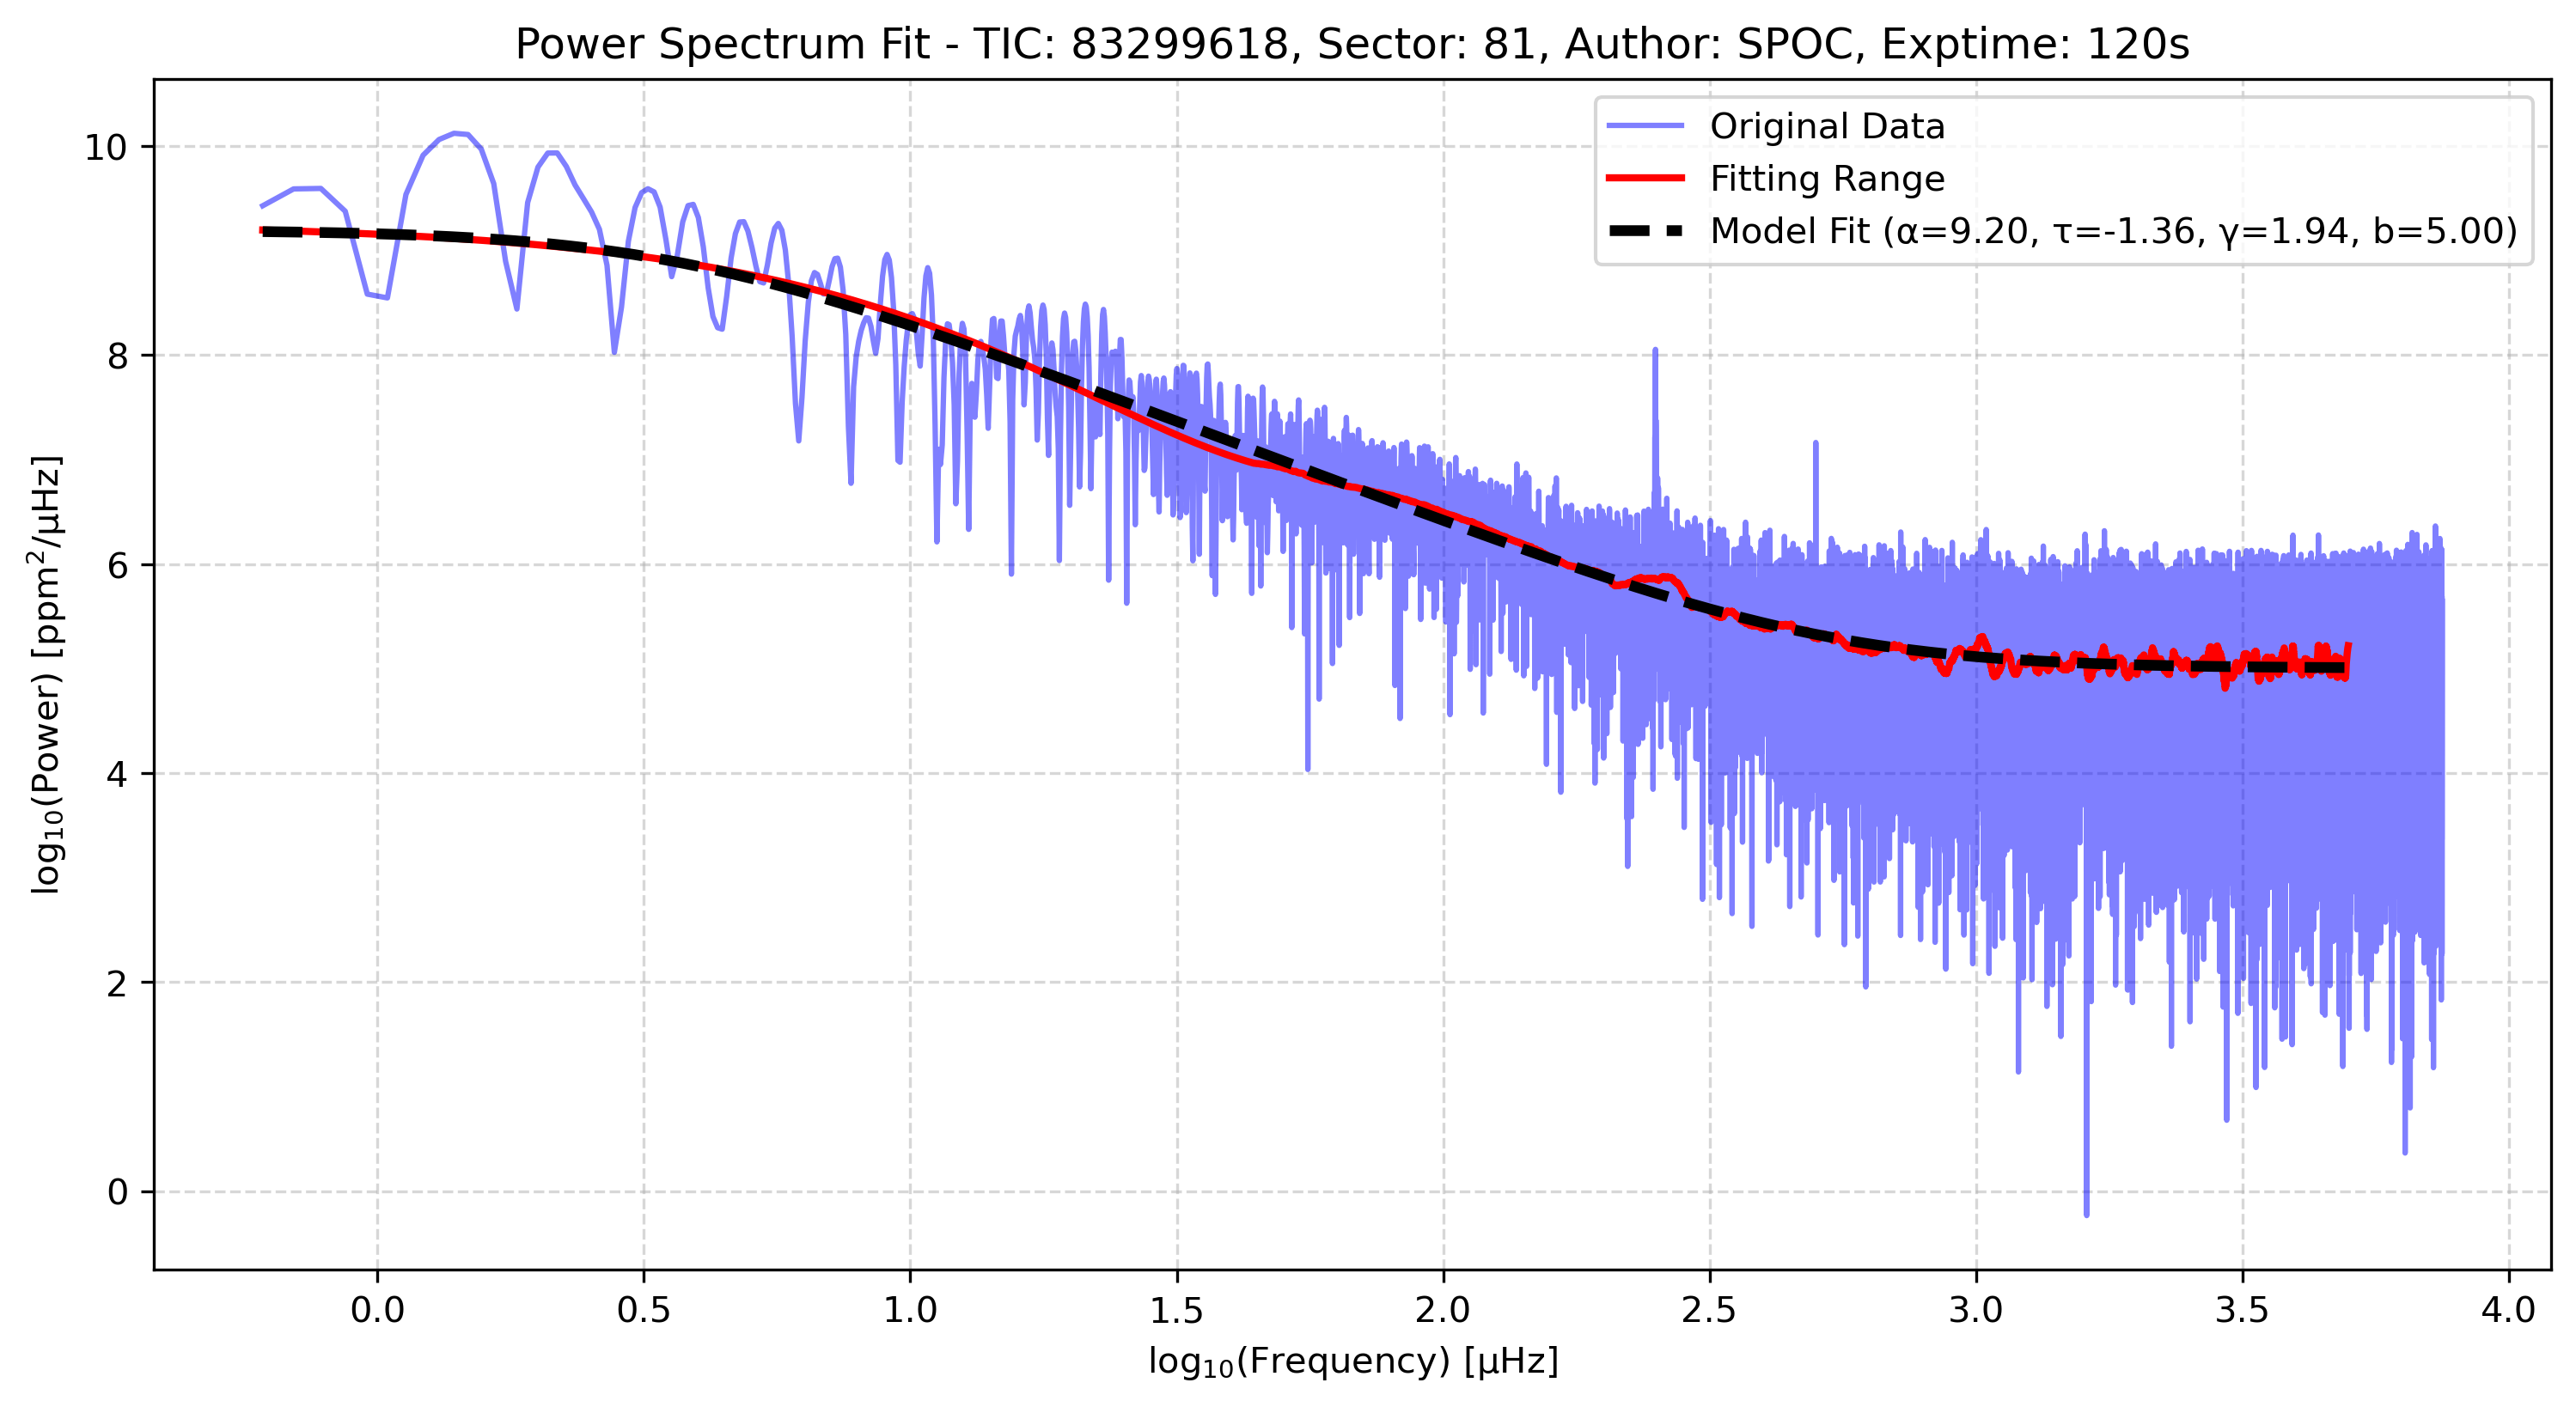 Power Spectrum Fit - TIC: 83299618, Sector: 81, Author: SPOC, Exptime: 120s
Original Data
Fitting Range
Model Fit (α=9.20, τ=-1.36, γ=1.94, b=5.00)
log₁₀(Power) [ppm²/μHz]
10
8
6
4
2
0
0.0 0.5 1.0 1.5 2.0 2.5 3.0 3.5 4.0
log₁₀(Frequency) [μHz]